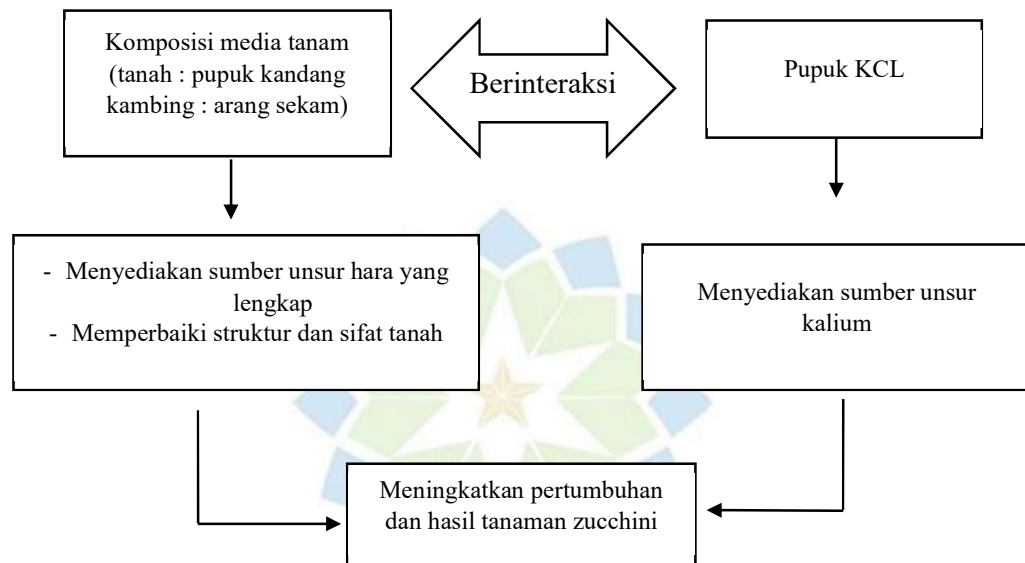 Komposisi media tanam
(tanah : pupuk kandang
kambing : arang sekam)
Berinteraksi
Pupuk KCL
- Menyediakan sumber unsur hara yang
lengkap
- Memperbaiki struktur dan sifat tanah
Menyediakan sumber unsur
kalium
Meningkatkan pertumbuhan
dan hasil tanaman zucchini